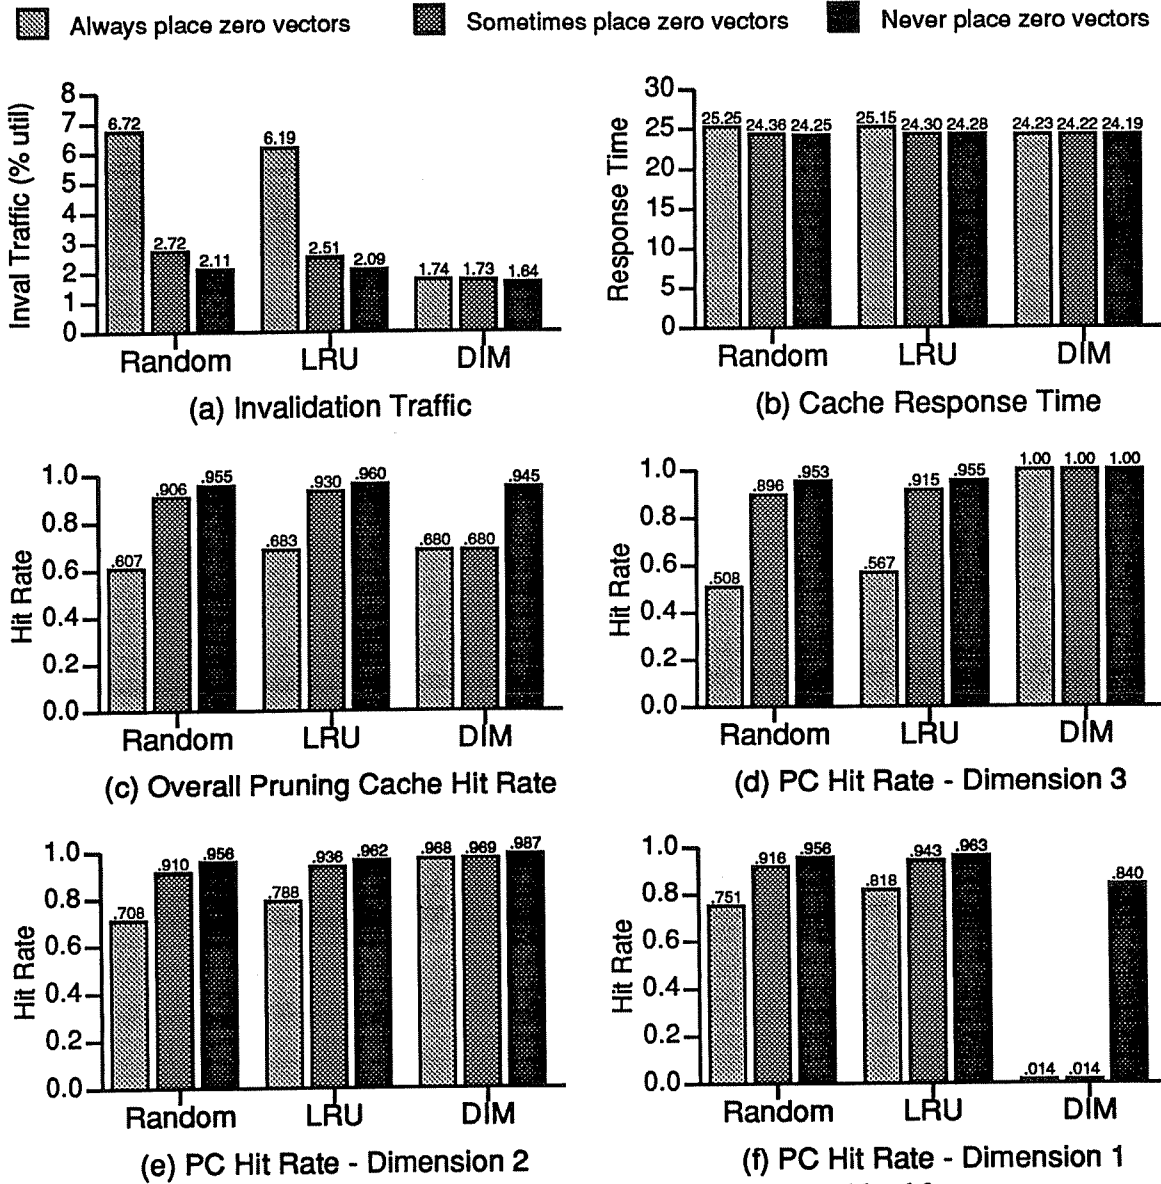 Always place zero vectors Sometimes place zero vectors Never place zero vectors
Inval Traffic (% util)
8
7
6
5
4
3
2
1
0
6.72
2.72
2.11
6.19
2.51
2.09
1.74 1.73 1.64
Random LRU DIM
(a) Invalidation Traffic
Response Time
30
25
20
15
10
5
0
25.25 24.36 24.25
25.15 24.30 24.28
24.23 24.22 24.19
Random LRU DIM
(b) Cache Response Time
Hit Rate
1.0
0.8
0.6
0.4
0.2
0.0
.607
.906
.955
.683
.930
.960
.680 .680
.945
Random LRU DIM
(c) Overall Pruning Cache Hit Rate
Hit Rate
1.0
0.8
0.6
0.4
0.2
0.0
.508
.896
.953
.567
.915
.955
1.00 1.00 1.00
Random LRU DIM
(d) PC Hit Rate - Dimension 3
Hit Rate
1.0
0.8
0.6
0.4
0.2
0.0
.708
.910
.956
.788
.936
.962
.968 .969 .987
Random LRU DIM
(e) PC Hit Rate - Dimension 2
Hit Rate
1.0
0.8
0.6
0.4
0.2
0.0
.751
.916
.956
.818
.943
.963
.014 .014
.840
Random LRU DIM
(f) PC Hit Rate - Dimension 1